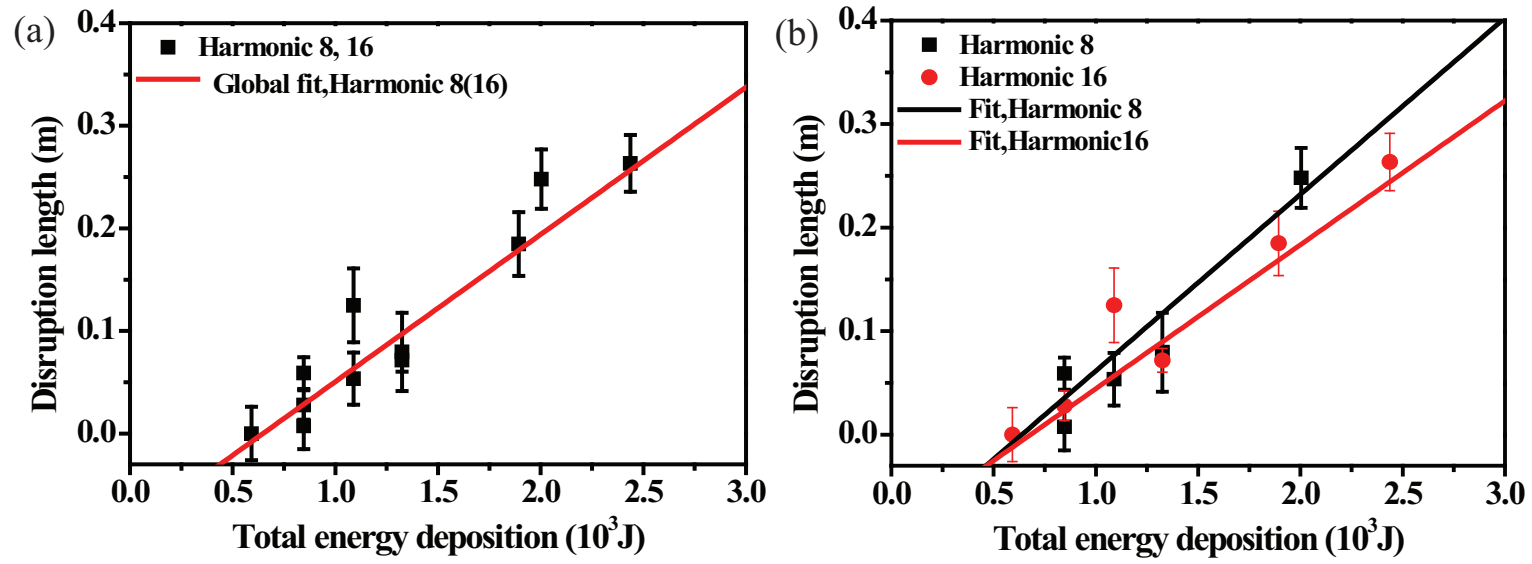 (a)
Harmonic 8, 16
Global fit,Harmonic 8(16)
Disruption length (m)
0.4
0.3
0.2
0.1
0.0
0.0 0.5 1.0 1.5 2.0 2.5 3.0
Total energy deposition (10³J)
(b)
Harmonic 8
Harmonic 16
Fit,Harmonic 8
Fit,Harmonic16
Disruption length (m)
0.4
0.3
0.2
0.1
0.0
0.0 0.5 1.0 1.5 2.0 2.5 3.0
Total energy deposition (10³J)